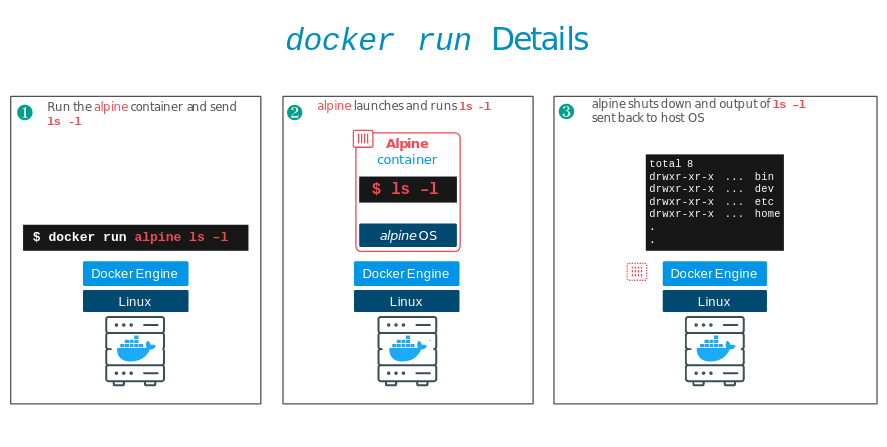 docker run Details
1
Run the alpine container and send
ls -l
$ docker run alpine ls –l
Docker Engine
Linux
2
alpine launches and runs ls -l
Alpine
container
$ ls –l
alpine OS
Docker Engine
Linux
3
alpine shuts down and output of ls –l
sent back to host OS
total 8
drwxr-xr-x ... bin
drwxr-xr-x ... dev
drwxr-xr-x ... etc
drwxr-xr-x ... home
.
.
Docker Engine
Linux